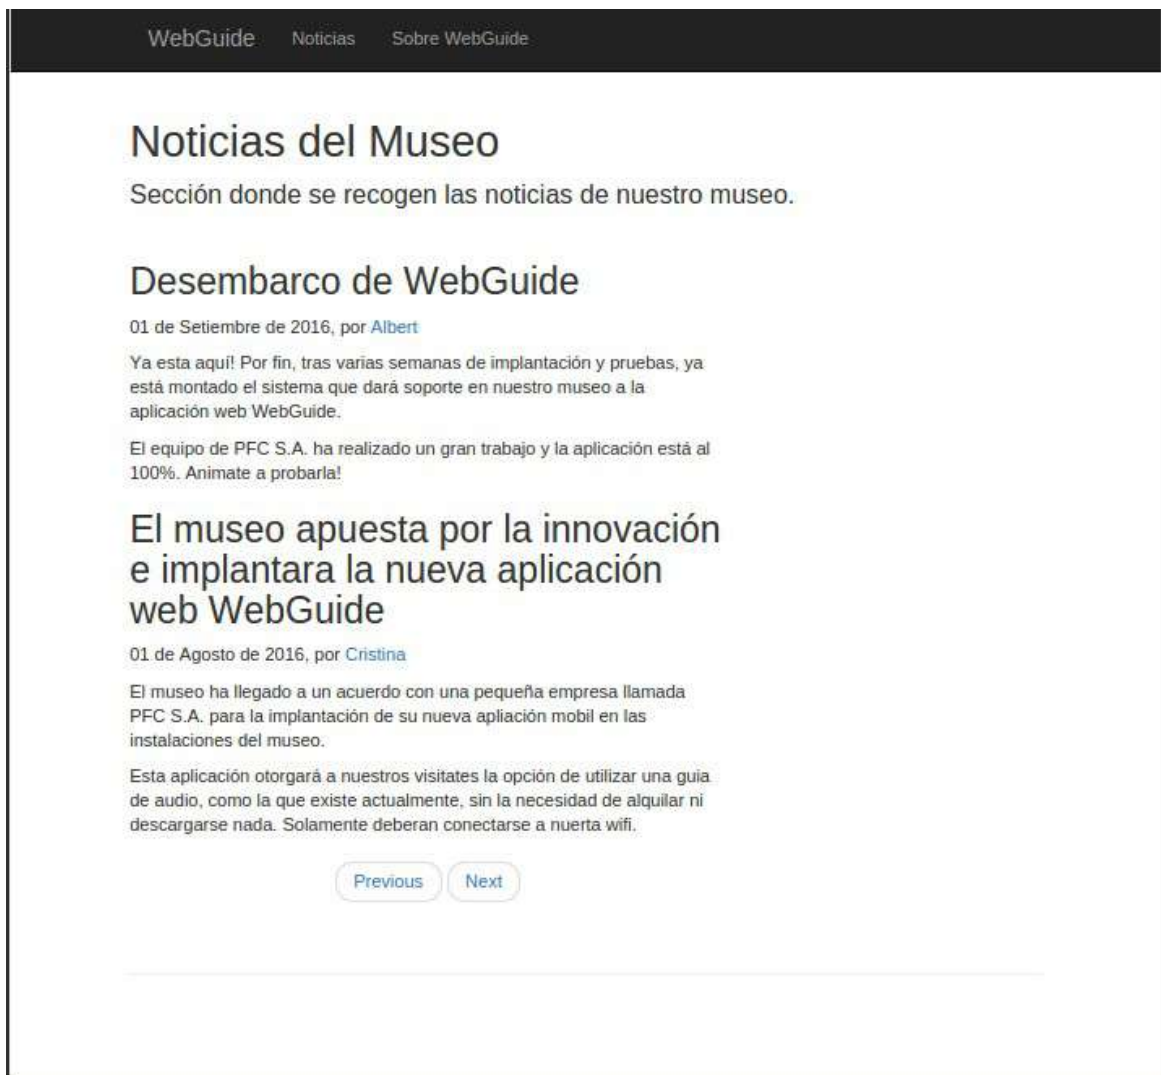 WebGuide Noticias Sobre WebGuide
Noticias del Museo
Sección donde se recogen las noticias de nuestro museo.
Desembarco de WebGuide
01 de Setiembre de 2016, por Albert
Ya esta aquí! Por fin, tras varias semanas de implantación y pruebas, ya
está montado el sistema que dará soporte en nuestro museo a la
aplicación web WebGuide.
El equipo de PFC S.A. ha realizado un gran trabajo y la aplicación está al
100%. Animate a probarla!
El museo apuesta por la innovación
e implantara la nueva aplicación
web WebGuide
01 de Agosto de 2016, por Cristina
El museo ha llegado a un acuerdo con una pequeña empresa llamada
PFC S.A. para la implantación de su nueva apliación mobil en las
instalaciones del museo.
Esta aplicación otorgará a nuestros visitates la opción de utilizar una guia
de audio, como la que existe actualmente, sin la necesidad de alquilar ni
descargarse nada. Solamente deberan conectarse a nuerta wifi.
Previous Next